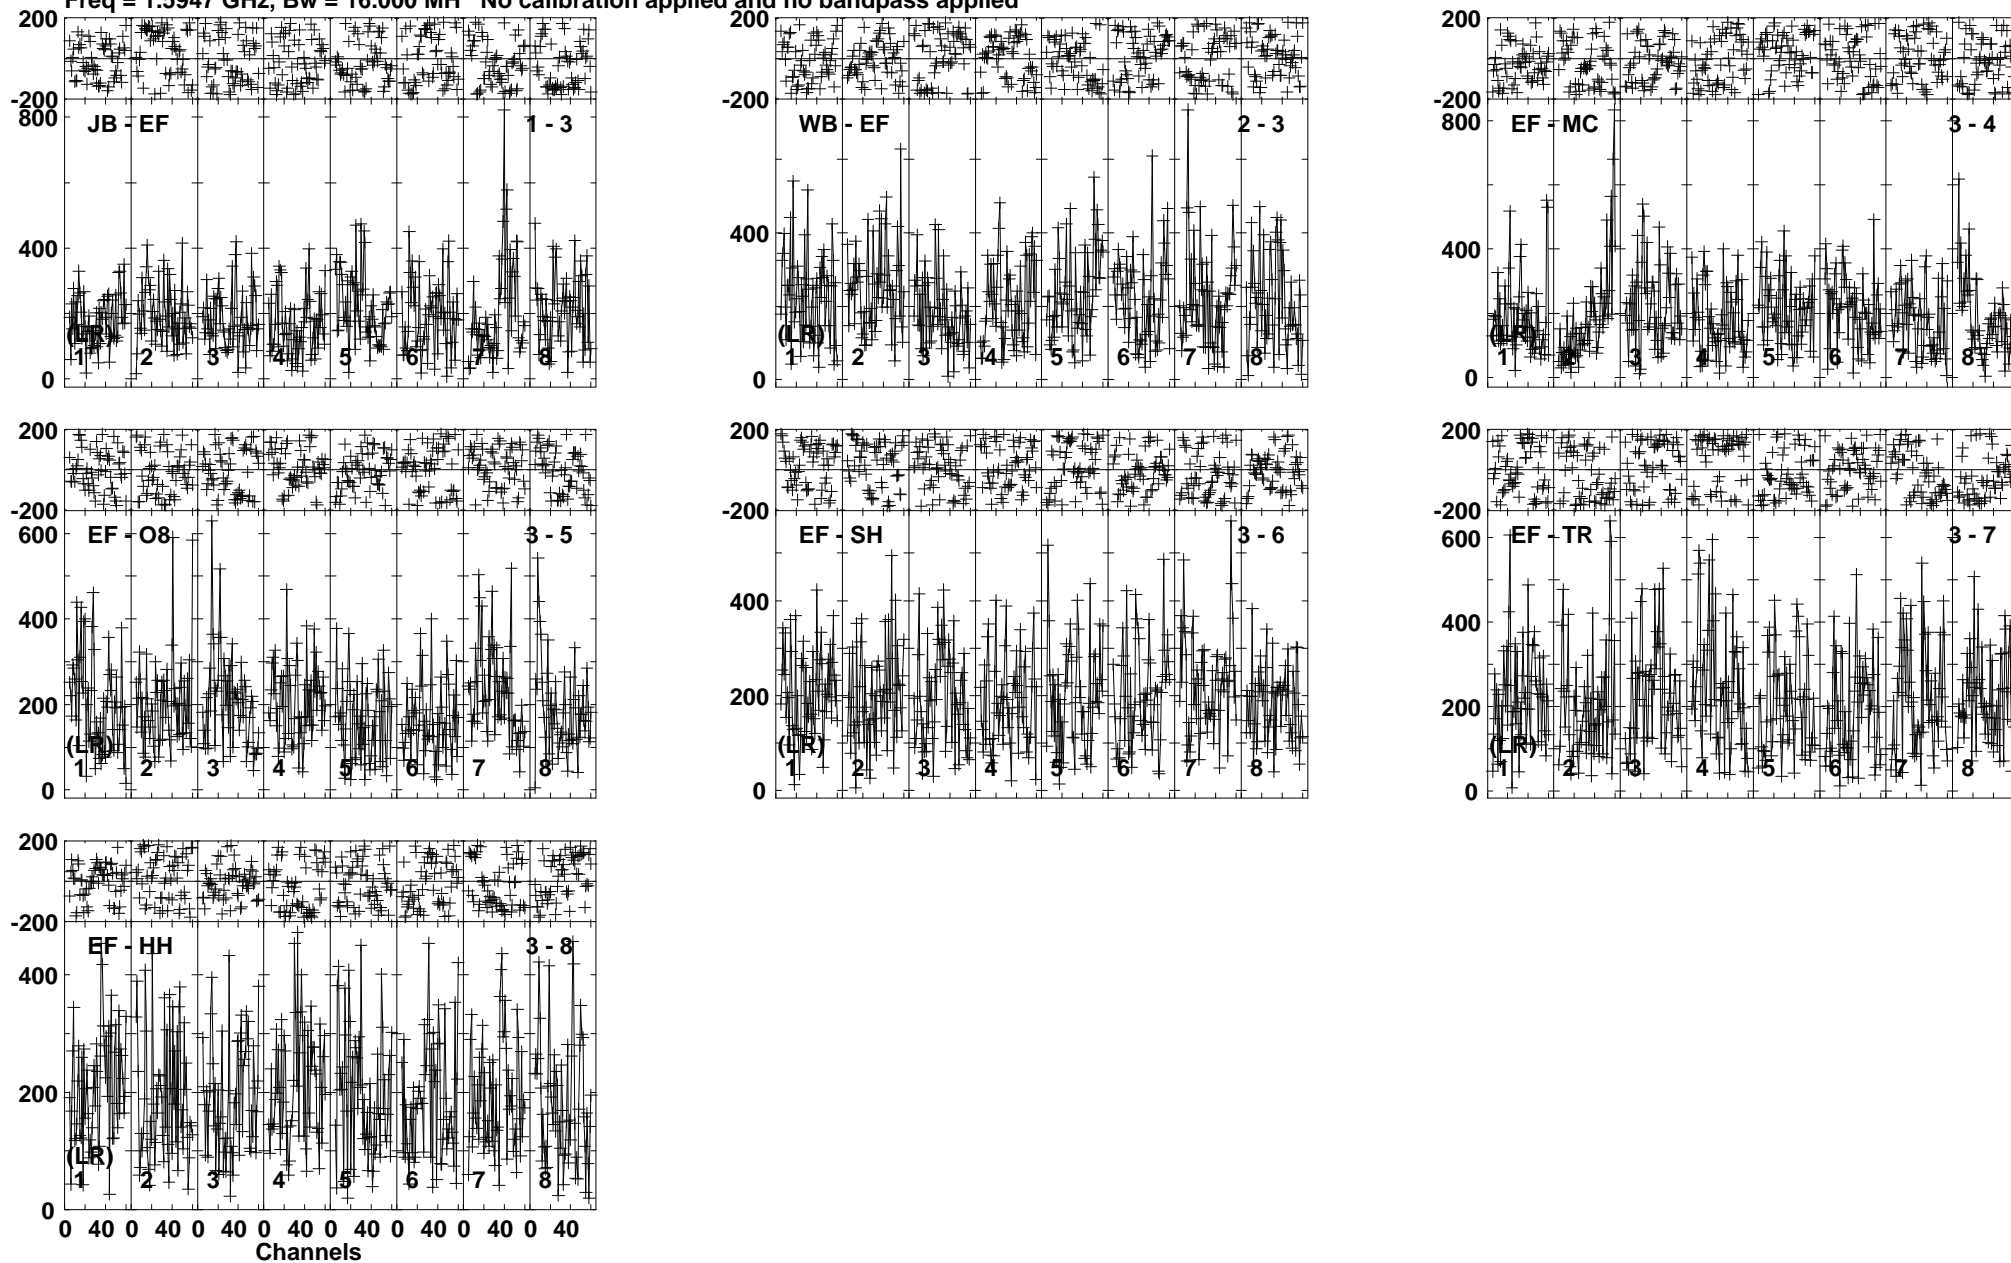 Freq = 1.5947 GHz, Bw = 16.000 MH No calibration applied and no bandpass applied
200
-200
800
400
0
JB - EF 1 - 3
(LR)
1 2 3 4 5 6 7 8
200
-200
400
0
WB - EF 2 - 3
(LR)
1 2 3 4 5 6 7 8
200
-200
800
400
0
EF - MC 3 - 4
(LR)
1 2 3 4 5 6 7 8
200
-200
600
400
200
0
EF - O8 3 - 5
(LR)
1 2 3 4 5 6 7 8
200
-200
400
200
0
EF - SH 3 - 6
(LR)
1 2 3 4 5 6 7 8
200
-200
600
400
200
0
EF - TR 3 - 7
(LR)
1 2 3 4 5 6 7 8
200
-200
400
200
0
EF - HH 3 - 8
(LR)
1 2 3 4 5 6 7 8
0 40 0 40 0 40 0 40 0 40 0 40 0 40 0 40
Channels